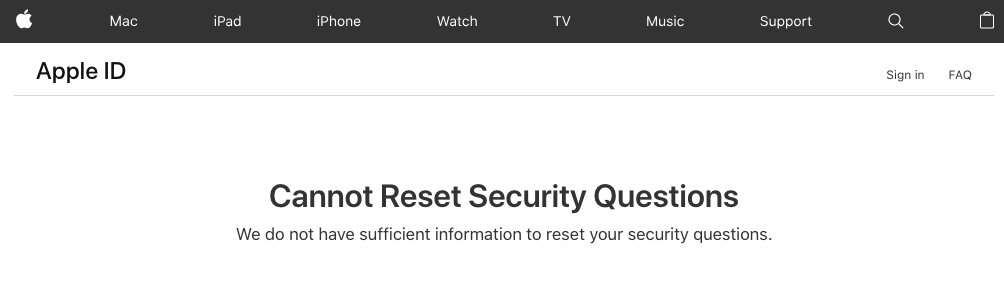 Mac iPad iPhone Watch TV Music Support
Apple ID Sign in FAQ
Cannot Reset Security Questions
We do not have sufficient information to reset your security questions.